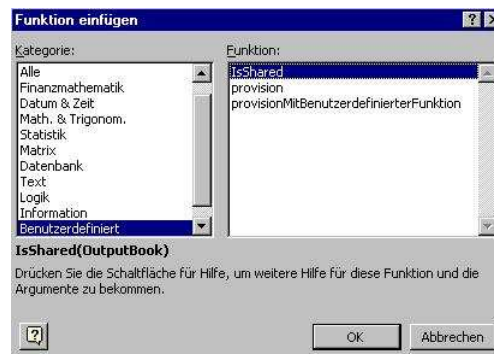 Funktion einfügen
Kategorie:
Alle
Finanzmathematik
Datum & Zeit
Math. & Trigonom.
Statistik
Matrix
Datenbank
Text
Logik
Information
Benutzerdefiniert
Funktion:
IsShared
provision
provisionMitBenutzerdefinierterFunktion
IsShared(OutputBook)
Drücken Sie die Schaltfläche für Hilfe, um weitere Hilfe für diese Funktion und die
Argumente zu bekommen.
OK
Abbrechen